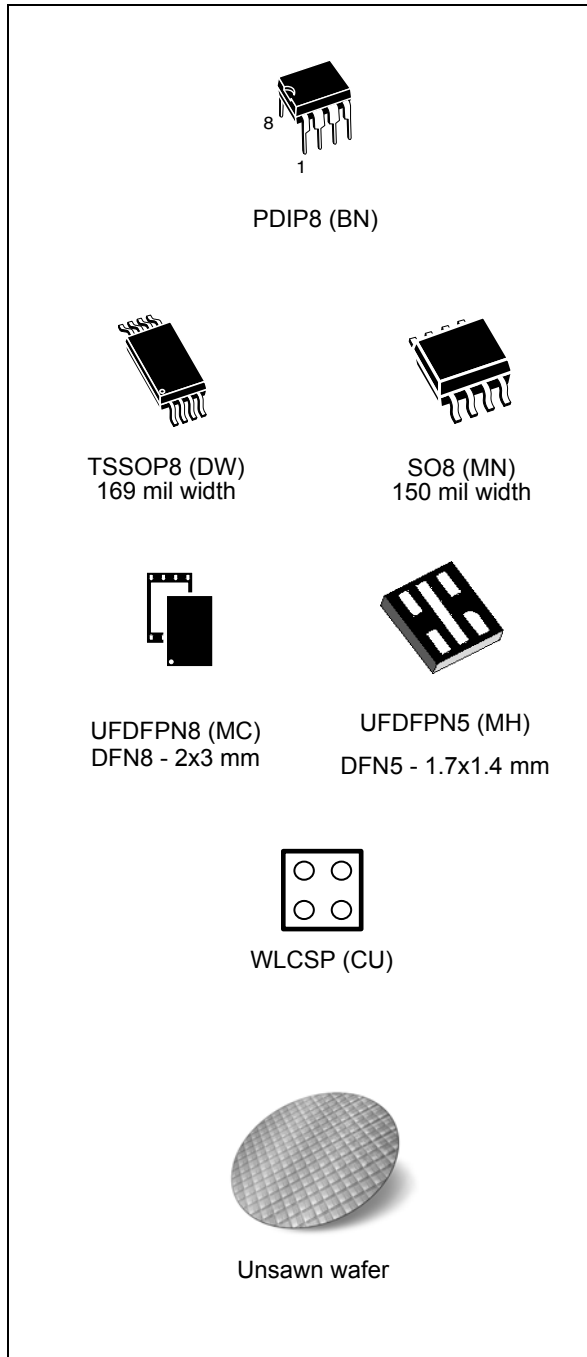 8
1
PDIP8 (BN)
TSSOP8 (DW)
169 mil width
SO8 (MN)
150 mil width
UFDFPN8 (MC)
DFN8 - 2x3 mm
UFDFPN5 (MH)
DFN5 - 1.7x1.4 mm
WLCSP (CU)
Unsawn wafer